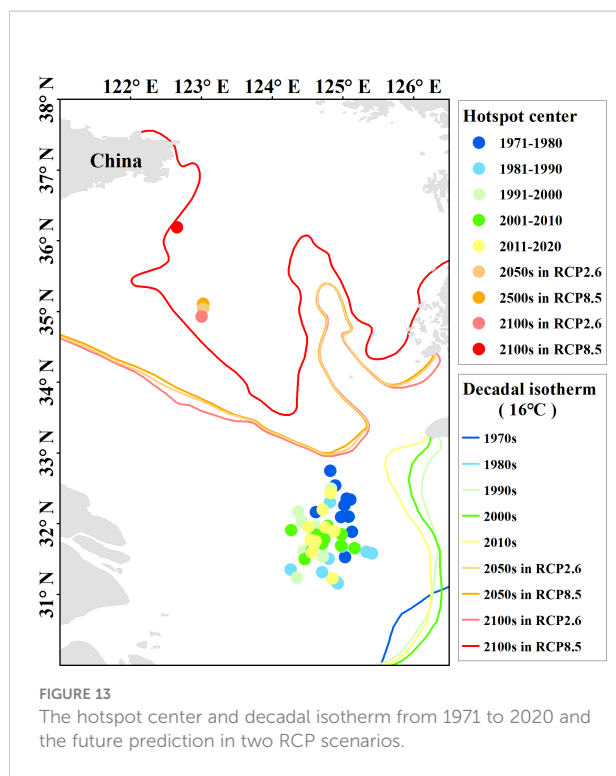 122° E 123° E 124° E 125° E 126° E
38° N
37° N
36° N
35° N
34° N
33° N
32° N
31° N
China
Hotspot center
1971-1980
1981-1990
1991-2000
2001-2010
2011-2020
2050s in RCP2.6
2500s in RCP8.5
2100s in RCP2.6
2100s in RCP8.5
Decadal isotherm
( 16℃ )
1970s
1980s
1990s
2000s
2010s
2050s in RCP2.6
2050s in RCP8.5
2100s in RCP2.6
2100s in RCP8.5
FIGURE 13
The hotspot center and decadal isotherm from 1971 to 2020 and
the future prediction in two RCP scenarios.